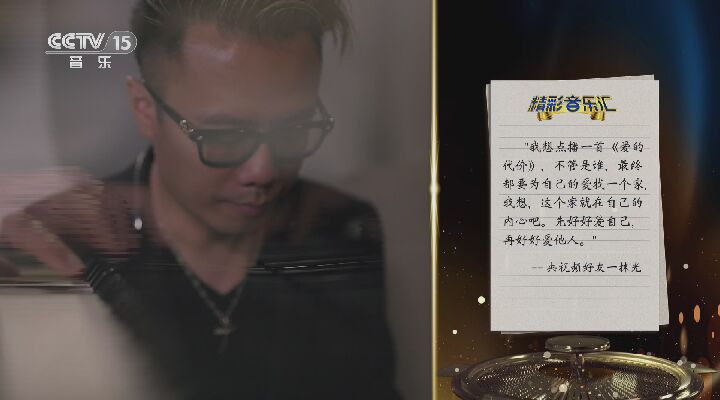 CCTV 15
音乐
精彩音乐汇
"我想点播一首《爱的
代价》，不管是谁，最终
都要为自己的爱找一个家，
我想，这个家就在自己的
内心吧。先好好爱自己，
再好好爱他人。"
-- 央视频好友一抹光